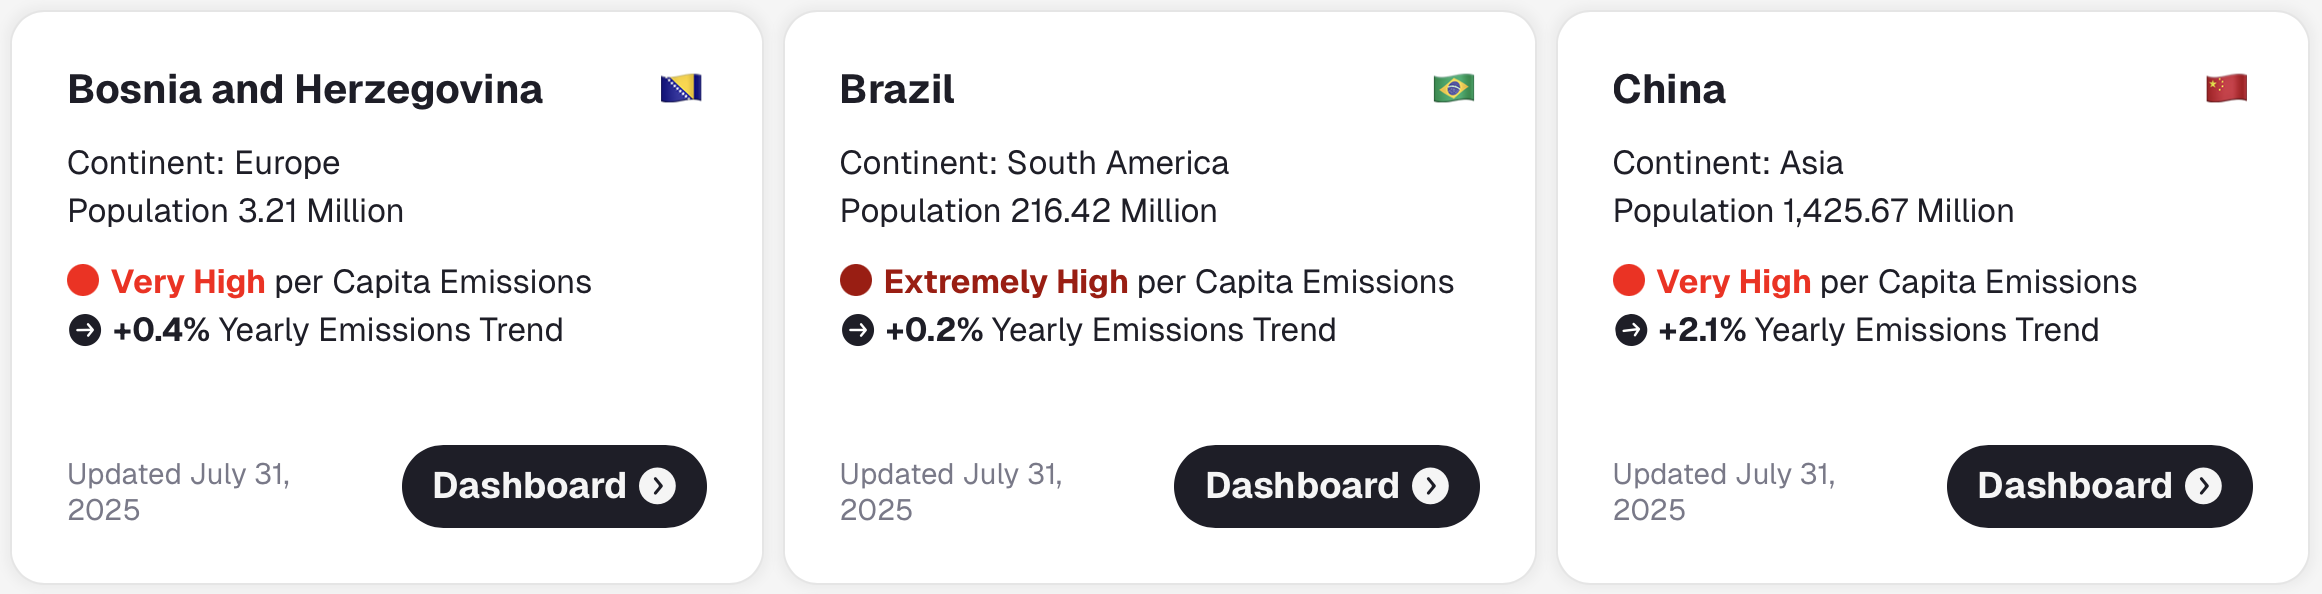 Bosnia and Herzegovina
Continent: Europe
Population 3.21 Million
Very High per Capita Emissions
+0.4% Yearly Emissions Trend
Updated July 31,
2025
Dashboard
Brazil
Continent: South America
Population 216.42 Million
Extremely High per Capita Emissions
+0.2% Yearly Emissions Trend
Updated July 31,
2025
Dashboard
China
Continent: Asia
Population 1,425.67 Million
Very High per Capita Emissions
+2.1% Yearly Emissions Trend
Updated July 31,
2025
Dashboard